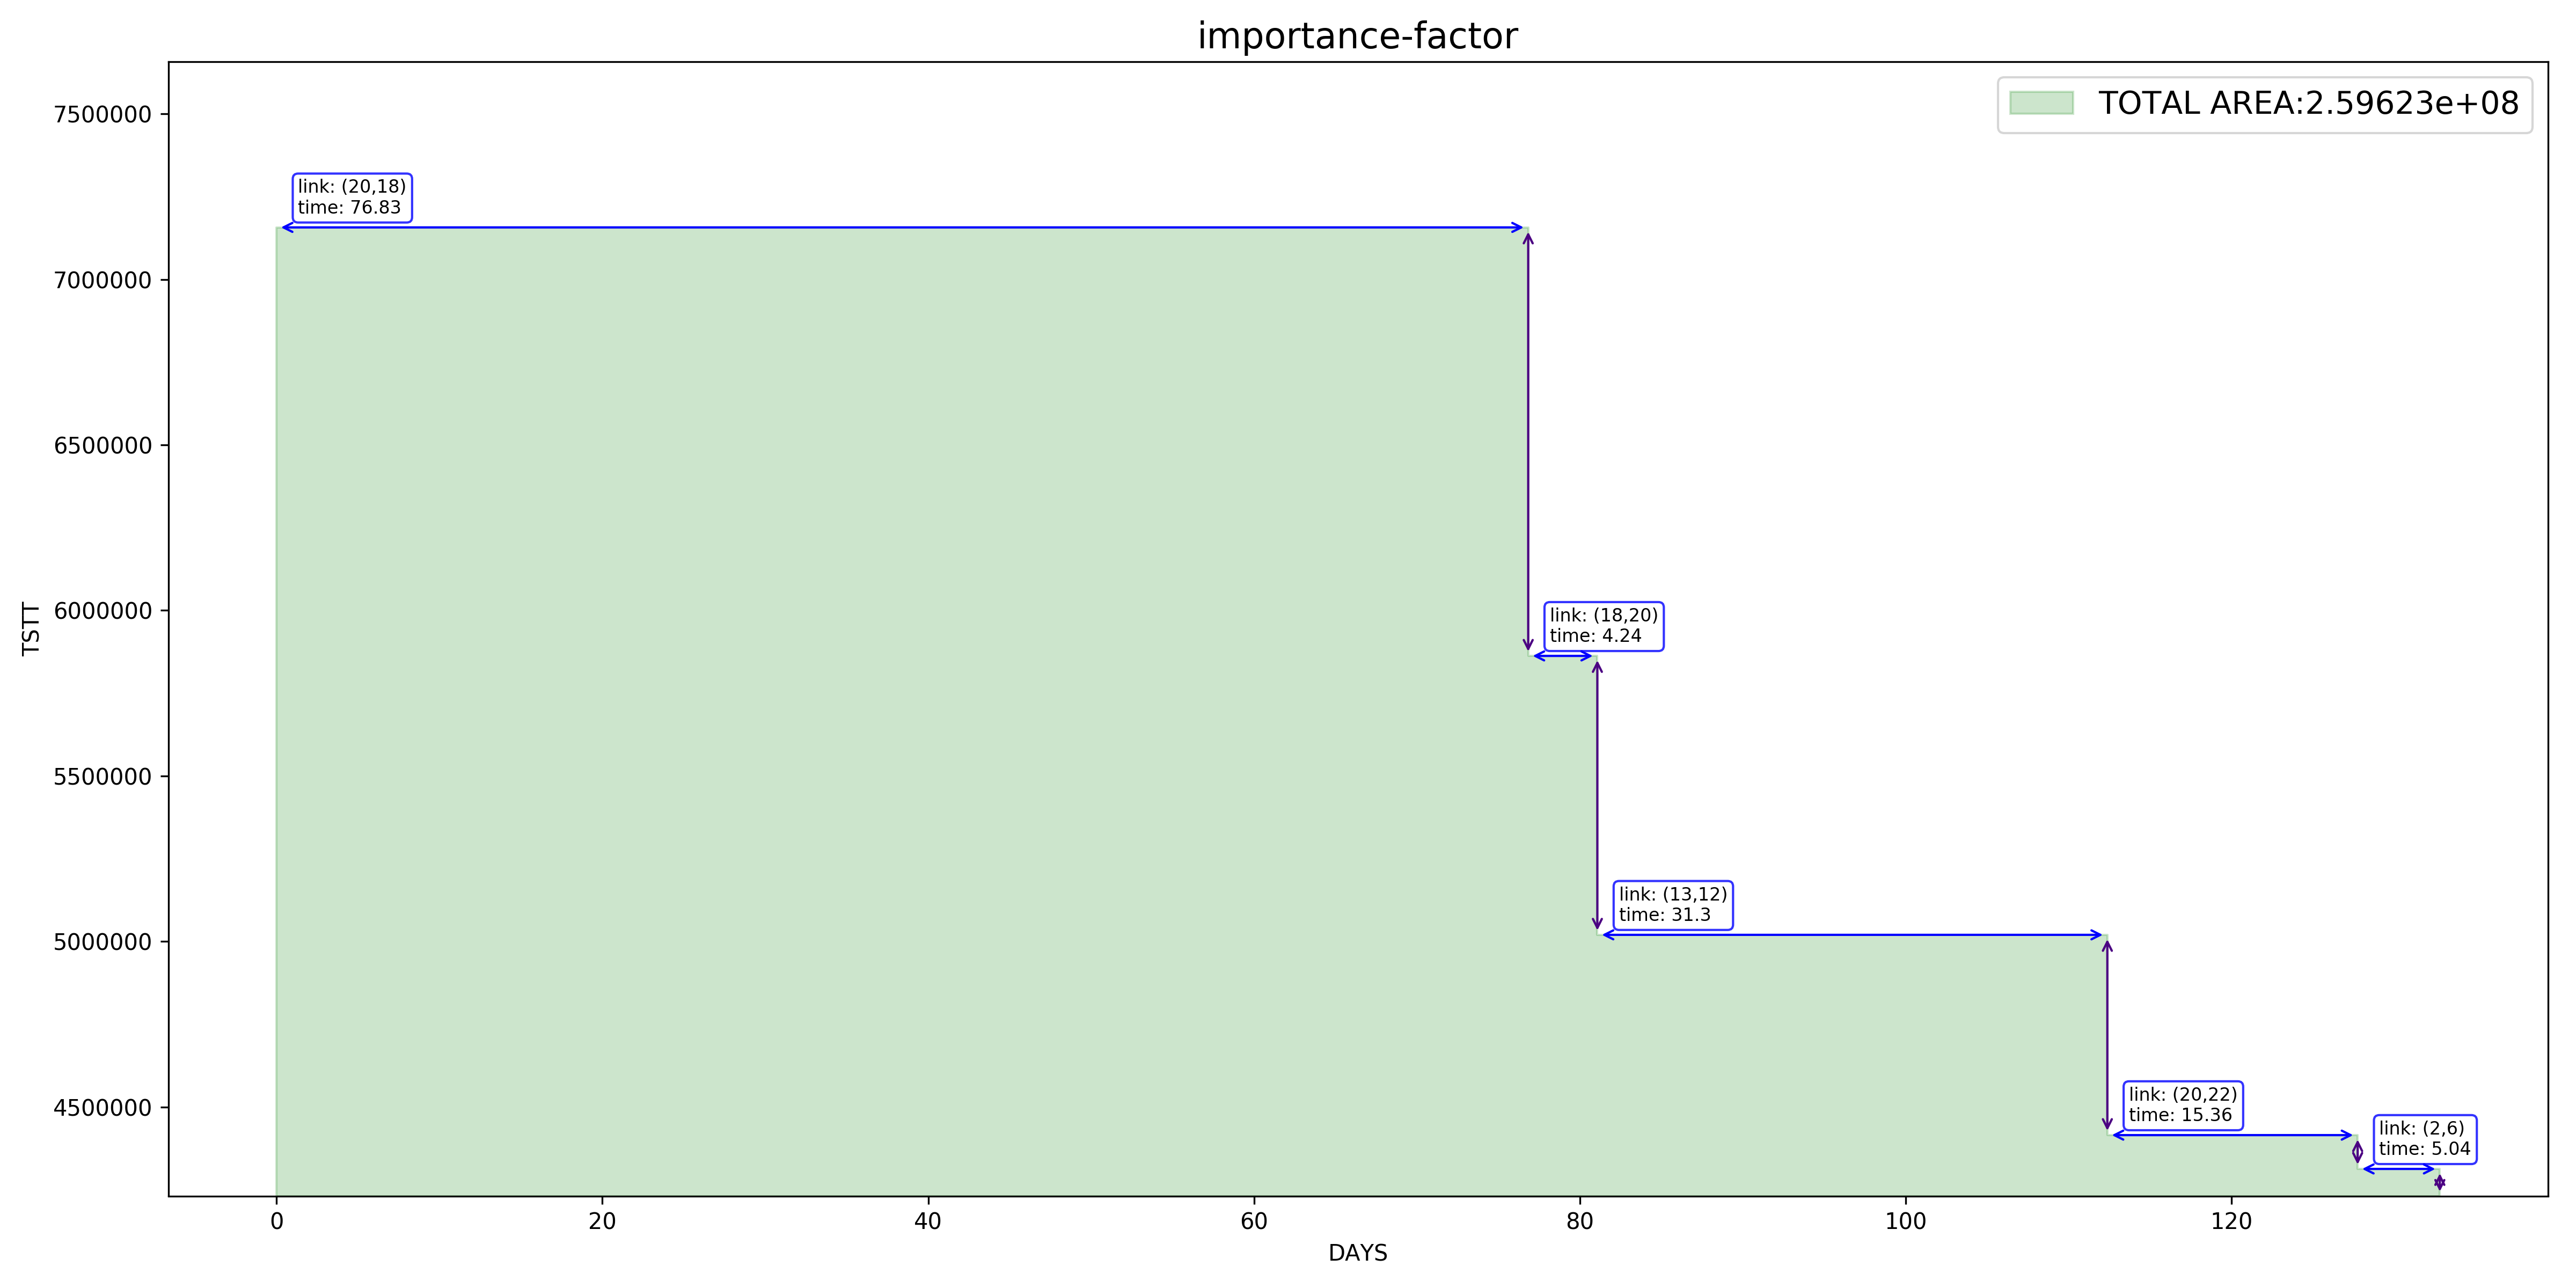 importance-factor
TOTAL AREA:2.59623e+08
7500000
7000000
6500000
6000000
5500000
5000000
4500000
TSTT
link: (20,18)
time: 76.83
link: (18,20)
time: 4.24
link: (13,12)
time: 31.3
link: (20,22)
time: 15.36
link: (2,6)
time: 5.04
0 20 40 60 80 100 120
DAYS